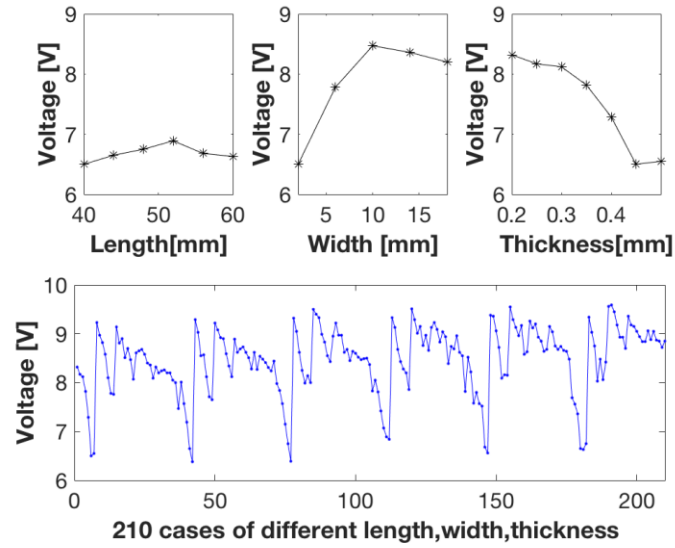 9
8
7
6
Voltage [V]
40 50 60
Length[mm]
9
8
7
6
Voltage [V]
5 10 15
Width [mm]
9
8
7
6
Voltage [V]
0.2 0.3 0.4
Thickness[mm]
10
9
8
7
6
Voltage [V]
0 50 100 150 200
210 cases of different length,width,thickness